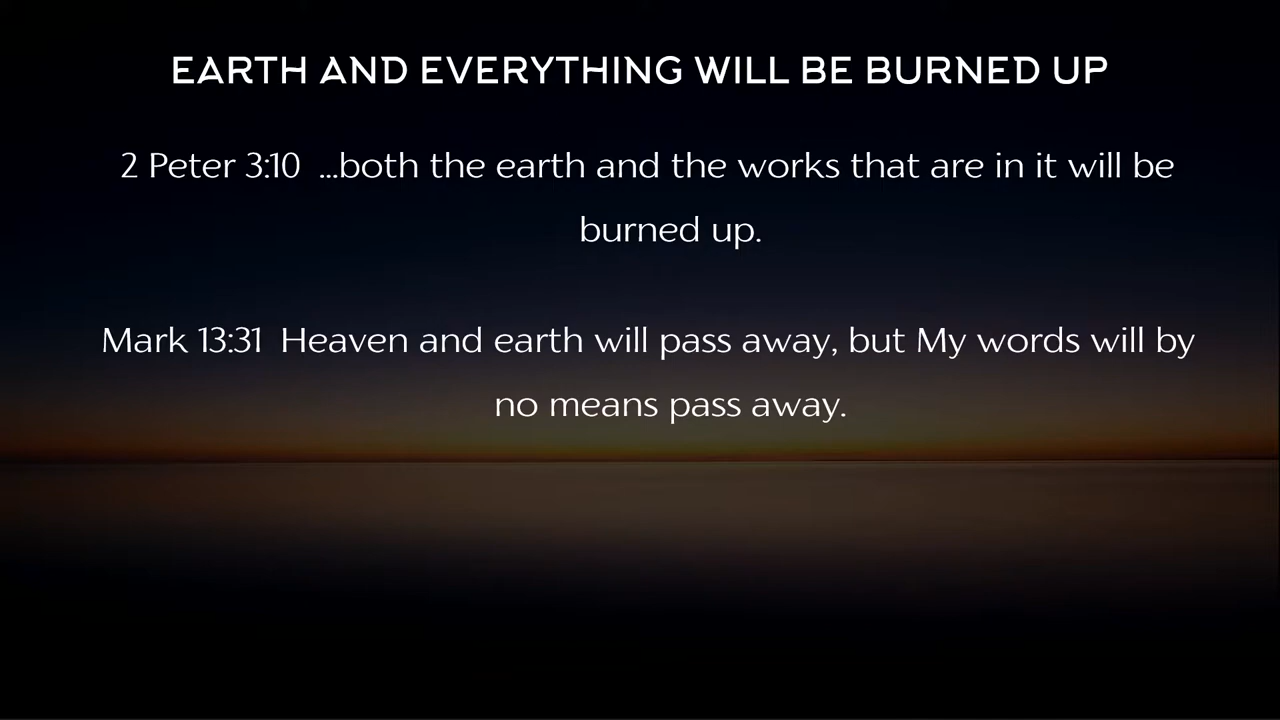 EARTH AND EVERYTHING WILL BE BURNED UP
2 Peter 3:10  ...both the earth and the works that are in it will be
burned up.
Mark 13:31  Heaven and earth will pass away, but My words will by
no means pass away.